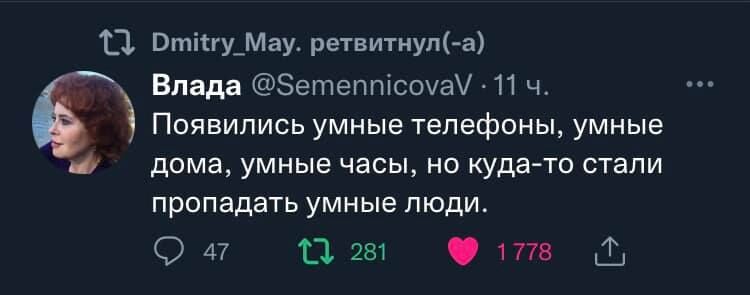 Dmitry_May. ретвитнул(-а)
Влада @SemennicovaV · 11 ч.
Появились умные телефоны, умные
дома, умные часы, но куда-то стали
пропадать умные люди.
47 281 1 778